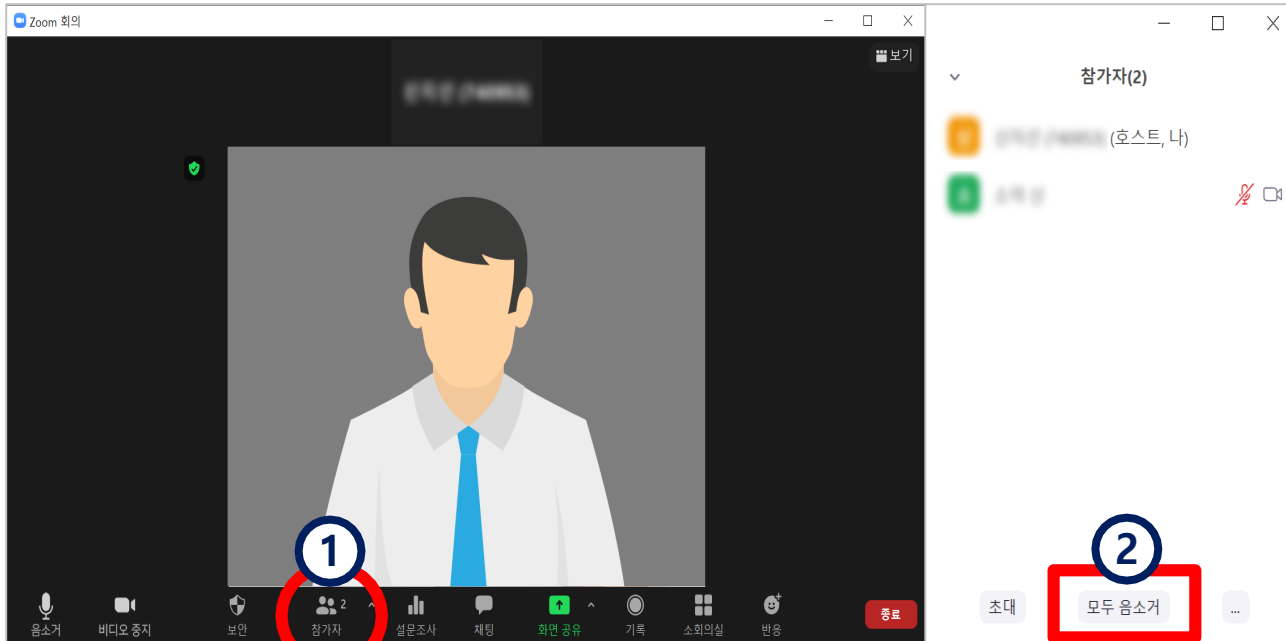 Zoom 회의
보기
1
음소거
비디오 중지
보안
2
참가자
설문조사
채팅
화면 공유
기록
소회의실
반응
종료
참가자(2)
(호스트, 나)
2
초대
모두 음소거
...